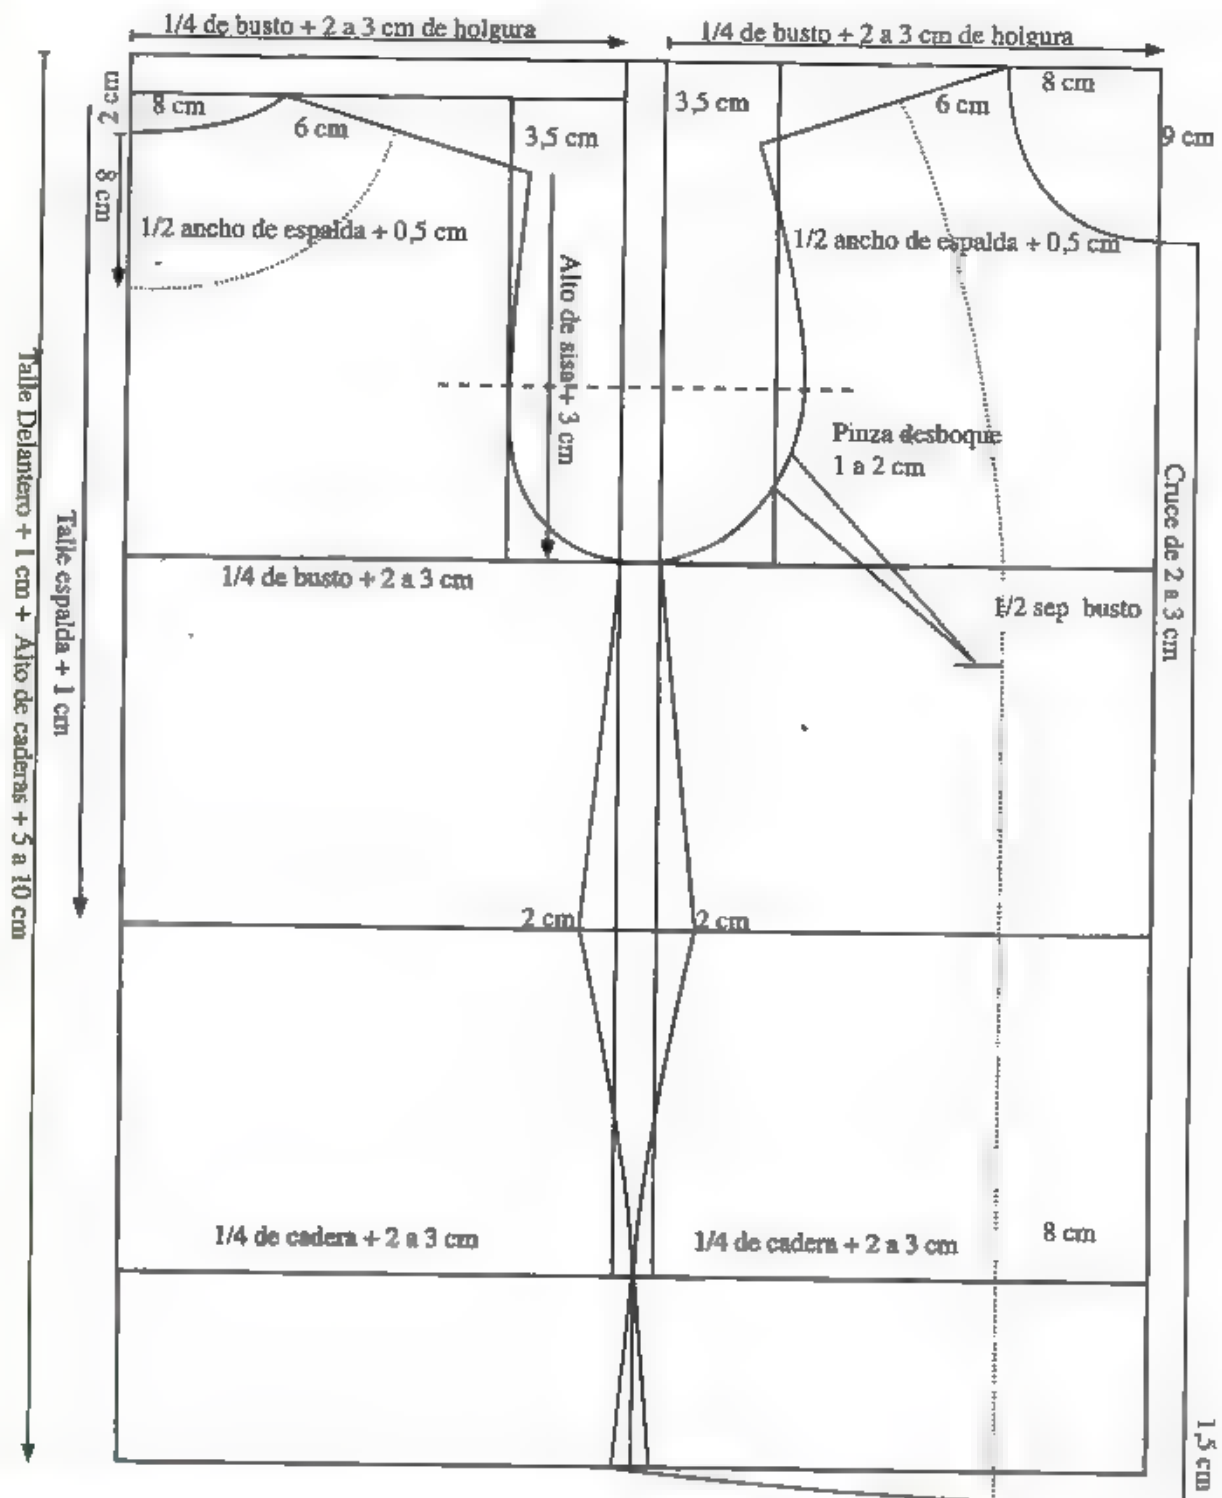 1/4 de busto + 2 a 3 cm de holgura
1/4 de busto + 2 a 3 cm de holgura
2 cm
8 cm
6 cm
3,5 cm
3,5 cm
6 cm
8 cm
9 cm
8 cm
1/2 ancho de espalda + 0,5 cm
1/2 ancho de espalda + 0,5 cm
Alto de sisa + 3 cm
Pinza desboque
1 a 2 cm
Talle Delantero + 1 cm + Alto de caderas + 5 a 10 cm
Talle espalda + 1 cm
Cruce de 2 a 3 cm
1/4 de busto + 2 a 3 cm
1/2 sep busto
2 cm
2 cm
1/4 de cadera + 2 a 3 cm
1/4 de cadera + 2 a 3 cm
8 cm
1,5 cm